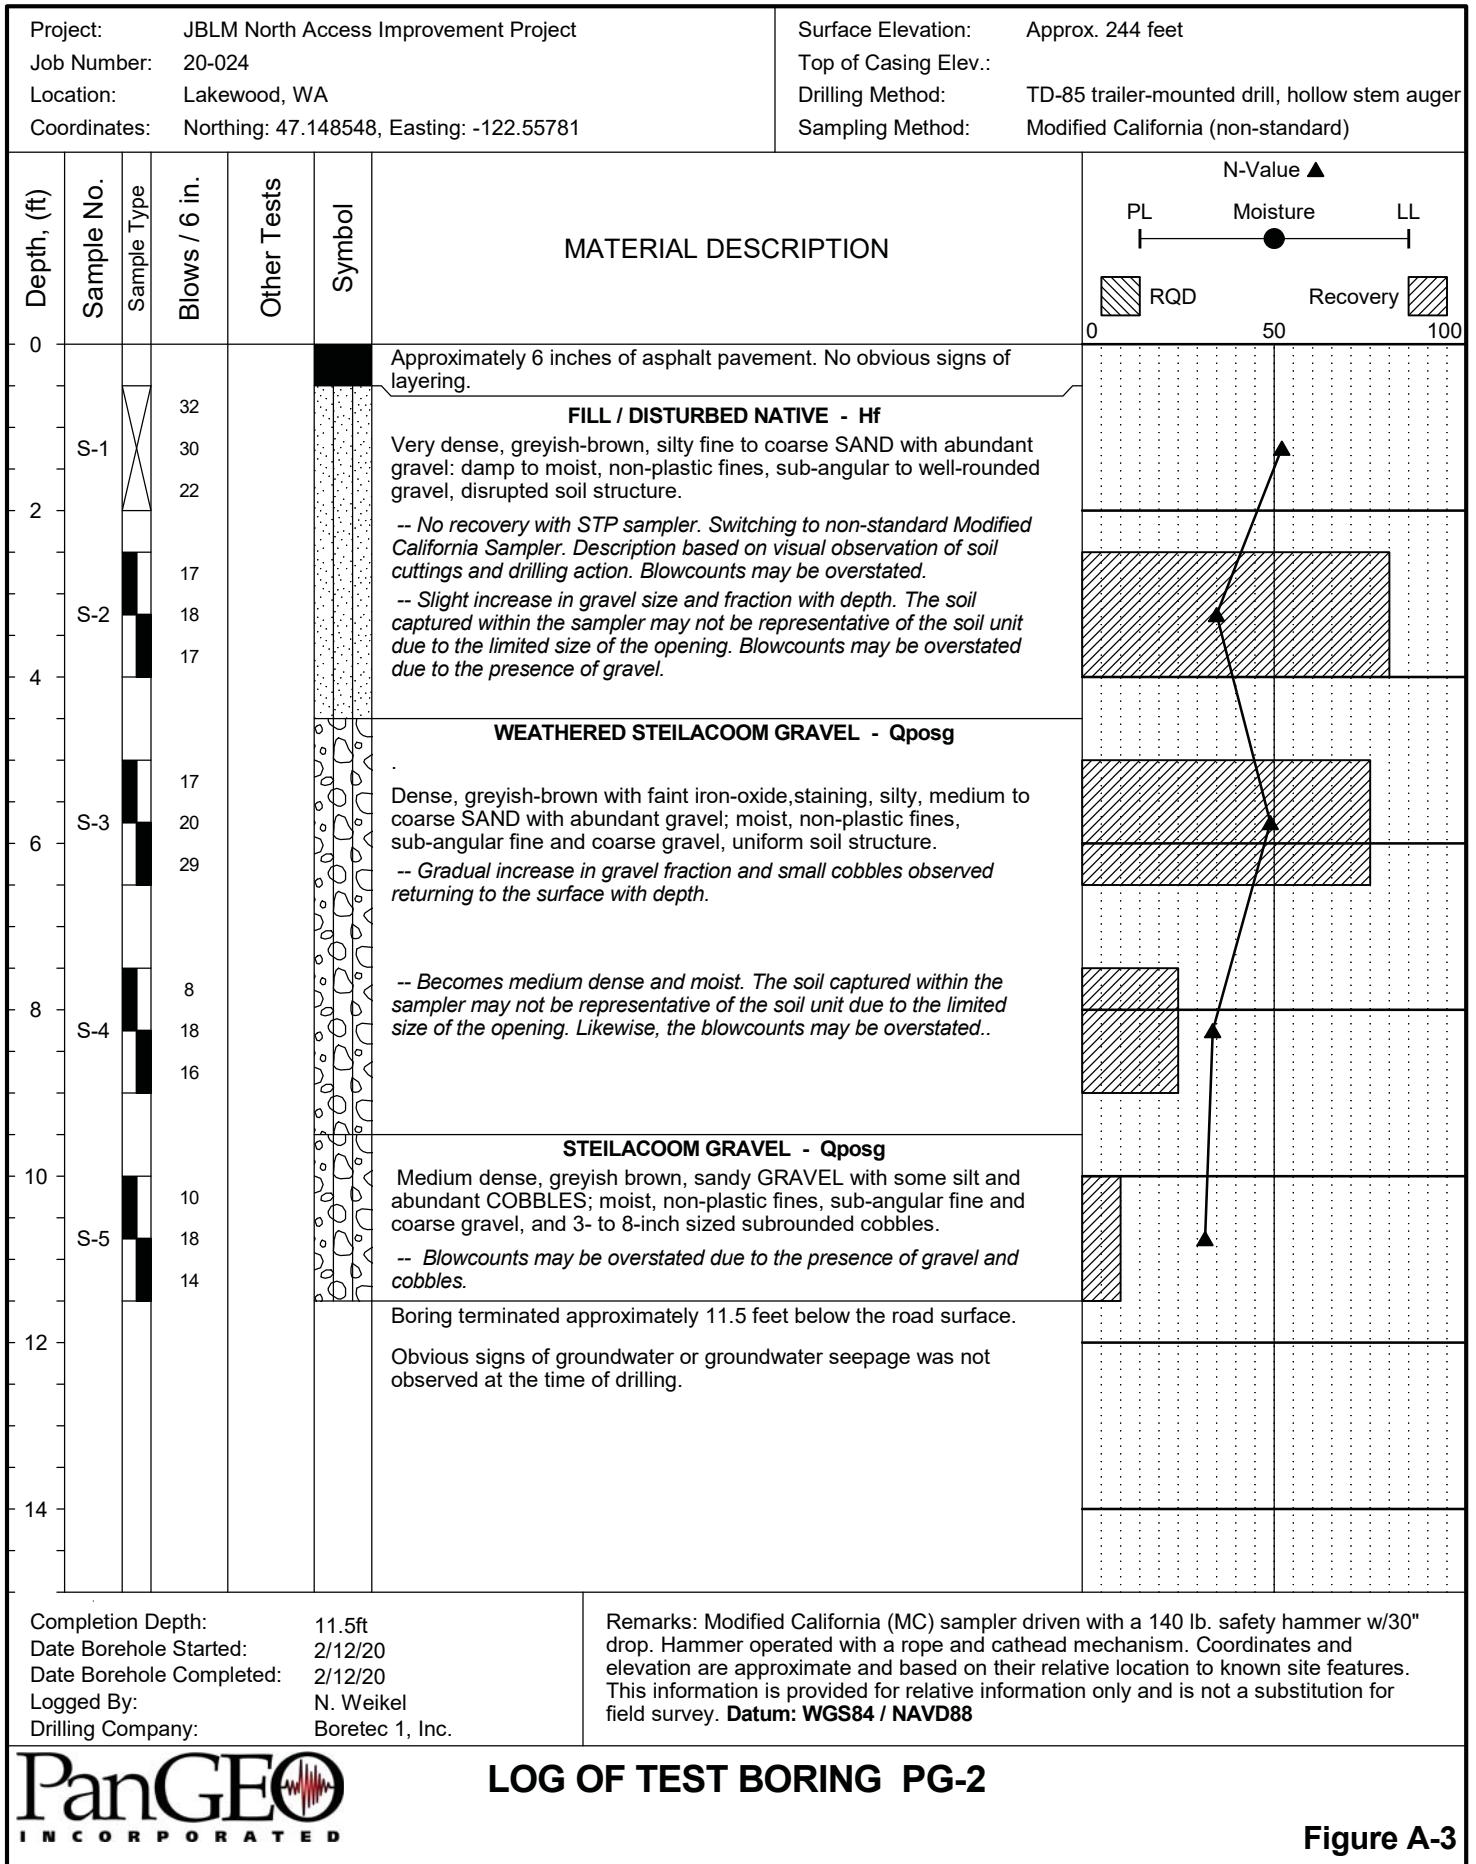 Project: JBLM North Access Improvement Project
Job Number: 20-024
Location: Lakewood, WA
Coordinates: Northing: 47.148548, Easting: -122.55781
Surface Elevation: Approx. 244 feet
Top of Casing Elev.:
Drilling Method: TD-85 trailer-mounted drill, hollow stem auger
Sampling Method: Modified California (non-standard)
Depth, (ft)
Sample No.
Sample Type
Blows / 6 in.
Other Tests
Symbol
MATERIAL DESCRIPTION
N-Value
PL Moisture LL
RQD Recovery
0 50 100
0
Approximately 6 inches of asphalt pavement. No obvious signs of
layering.
32
FILL / DISTURBED NATIVE - Hf
S-1 30
Very dense, greyish-brown, silty fine to coarse SAND with abundant
gravel: damp to moist, non-plastic fines, sub-angular to well-rounded
22
gravel, disrupted soil structure.
2
-- No recovery with STP sampler. Switching to non-standard Modified
California Sampler. Description based on visual observation of soil
17
cuttings and drilling action. Blowcounts may be overstated.
-- Slight increase in gravel size and fraction with depth. The soil
S-2 18
captured within the sampler may not be representative of the soil unit
due to the limited size of the opening. Blowcounts may be overstated
17
due to the presence of gravel.
4
WEATHERED STEILACOOM GRAVEL - Qposg
.
17
Dense, greyish-brown with faint iron-oxide,staining, silty, medium to
S-3 20
coarse SAND with abundant gravel; moist, non-plastic fines,
sub-angular fine and coarse gravel, uniform soil structure.
6
29
-- Gradual increase in gravel fraction and small cobbles observed
returning to the surface with depth.
8
-- Becomes medium dense and moist. The soil captured within the
sampler may not be representative of the soil unit due to the limited
8
S-4 18
size of the opening. Likewise, the blowcounts may be overstated..
16
STEILACOOM GRAVEL - Qposg
10
Medium dense, greyish brown, sandy GRAVEL with some silt and
10
abundant COBBLES; moist, non-plastic fines, sub-angular fine and
coarse gravel, and 3- to 8-inch sized subrounded cobbles.
S-5 18
-- Blowcounts may be overstated due to the presence of gravel and
14
cobbles.
Boring terminated approximately 11.5 feet below the road surface.
12
Obvious signs of groundwater or groundwater seepage was not
observed at the time of drilling.
14
Completion Depth: 11.5ft
Date Borehole Started: 2/12/20
Date Borehole Completed: 2/12/20
Logged By: N. Weikel
Drilling Company: Boretec 1, Inc.
Remarks: Modified California (MC) sampler driven with a 140 lb. safety hammer w/30"
drop. Hammer operated with a rope and cathead mechanism. Coordinates and
elevation are approximate and based on their relative location to known site features.
This information is provided for relative information only and is not a substitution for
field survey. Datum: WGS84 / NAVD88
PanGEO
INCORPORATED
LOG OF TEST BORING PG-2
Figure A-3